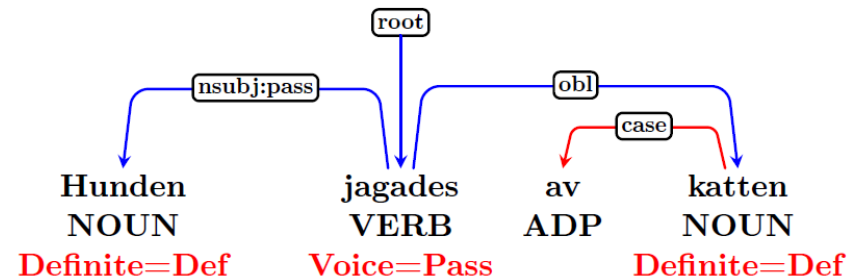 root
nsubj:pass obl
case
Hunden jagades av katten
NOUN VERB ADP NOUN
Definite=Def Voice=Pass Definite=Def